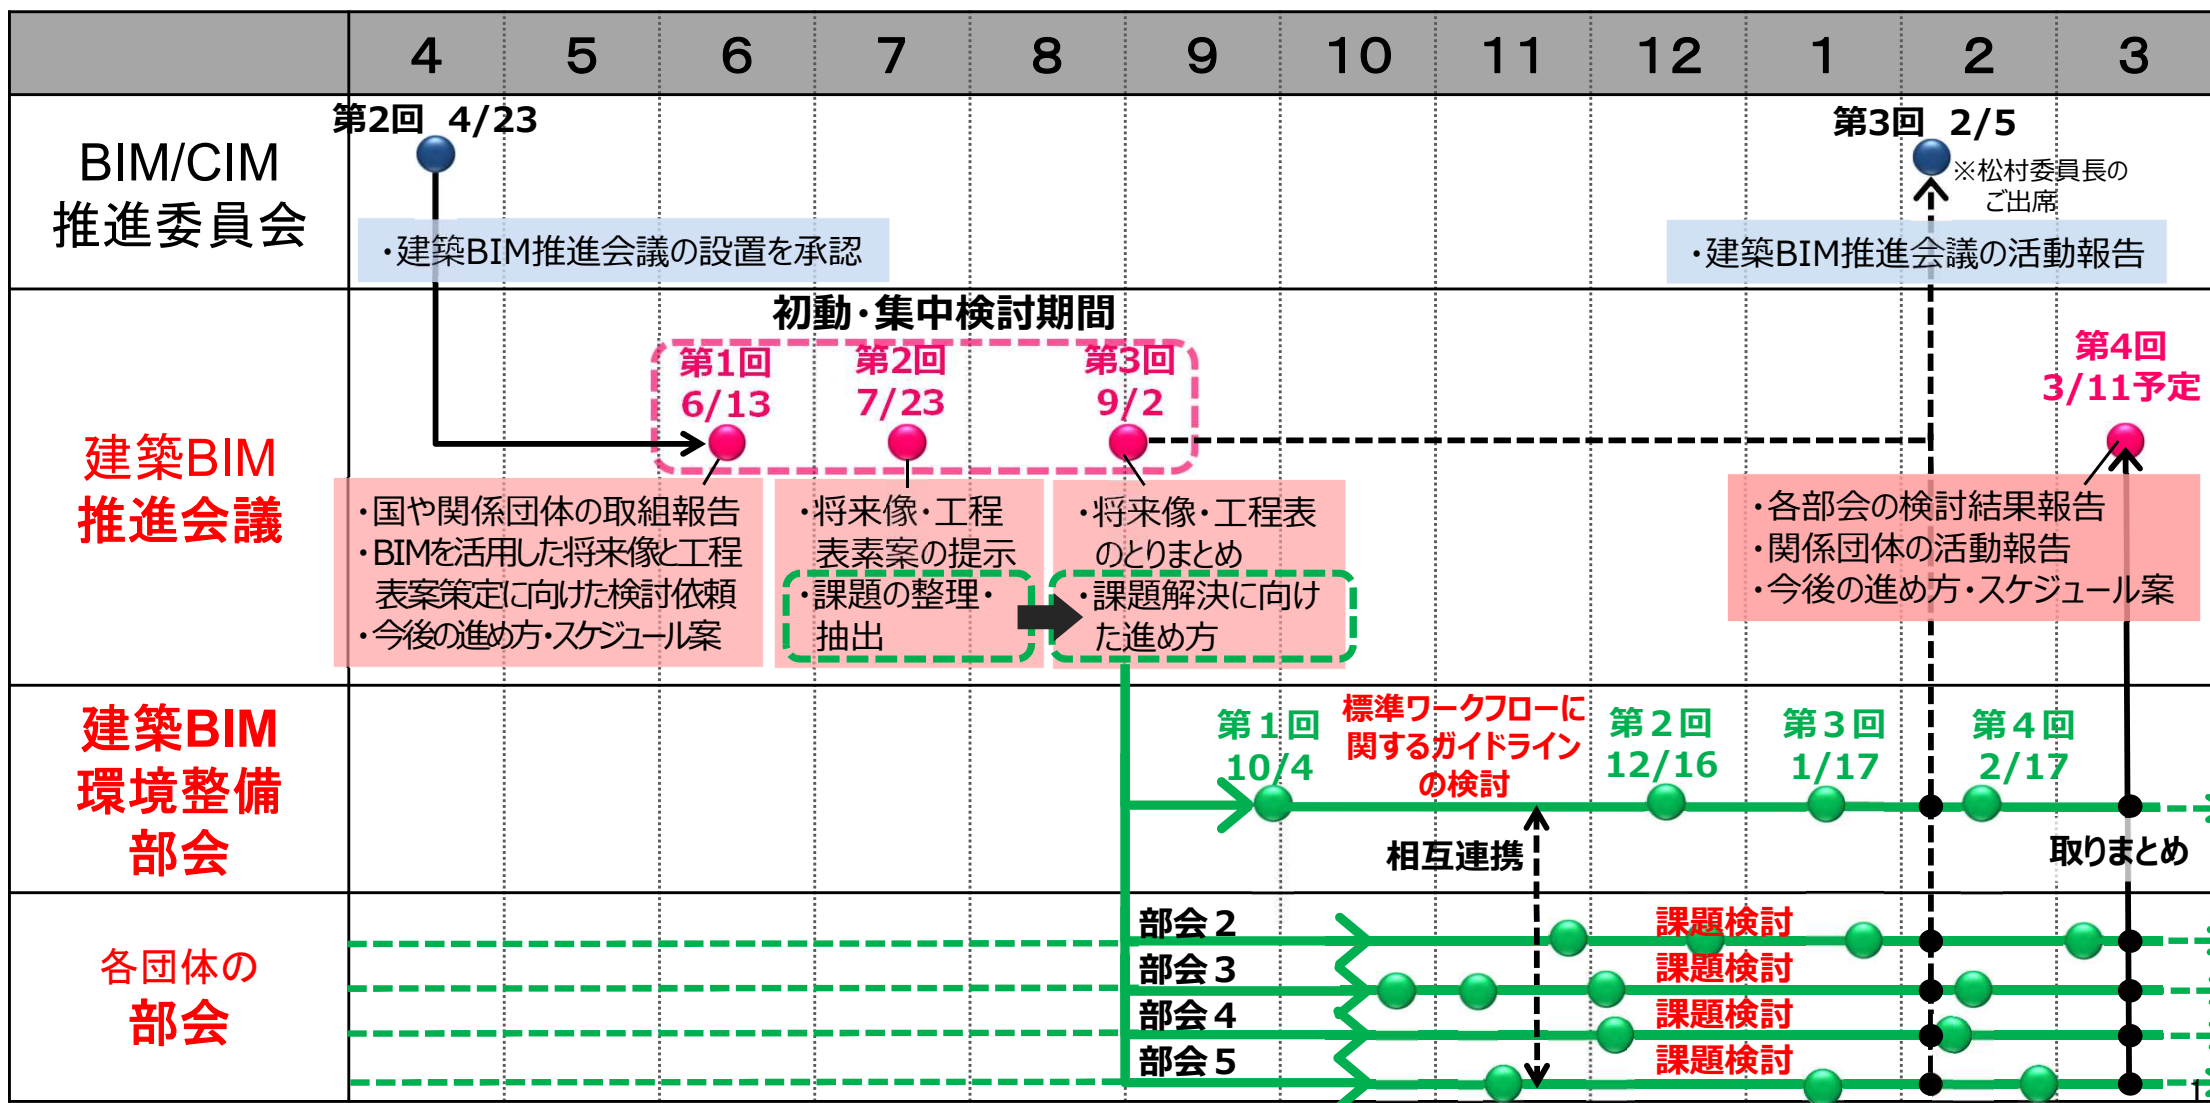 4 5 6 7 8 9 10 11 12 1 2 3
BIM/CIM
推進委員会
第2回 4/23
・建築BIM推進会議の設置を承認
第3回 2/5
※松村委員長の
ご出席
・建築BIM推進会議の活動報告
建築BIM
推進会議
初動・集中検討期間
第1回
6/13
第2回
7/23
第3回
9/2
第4回
3/11予定
・国や関係団体の取組報告
・BIMを活用した将来像と工程
表案策定に向けた検討依頼
・今後の進め方・スケジュール案
・将来像・工程
表素案の提示
・課題の整理・
抽出
・将来像・工程表
のとりまとめ
・課題解決に向け
た進め方
・各部会の検討結果報告
・関係団体の活動報告
・今後の進め方・スケジュール案
建築BIM
環境整備
部会
第1回
10/4
標準ワークフローに
関するガイドライン
の検討
第2回
12/16
第3回
1/17
第4回
2/17
相互連携
取りまとめ
各団体の
部会
部会2 課題検討
部会3 課題検討
部会4 課題検討
部会5 課題検討
1